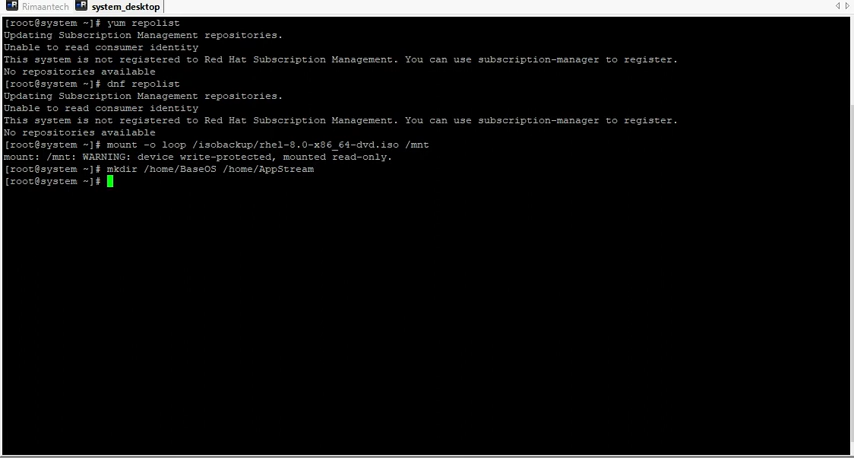 Rimaantech system_desktop
[root@system ~]# yum repolist
Updating Subscription Management repositories.
Unable to read consumer identity
This system is not registered to Red Hat Subscription Management. You can use subscription-manager to register.
No repositories available
[root@system ~]# dnf repolist
Updating Subscription Management repositories.
Unable to read consumer identity
This system is not registered to Red Hat Subscription Management. You can use subscription-manager to register.
No repositories available
[root@system ~]# mount -o loop /isobackup/rhel-8.0-x86_64-dvd.iso /mnt
mount: /mnt: WARNING: device write-protected, mounted read-only.
[root@system ~]# mkdir /home/BaseOS /home/AppStream
[root@system ~]#